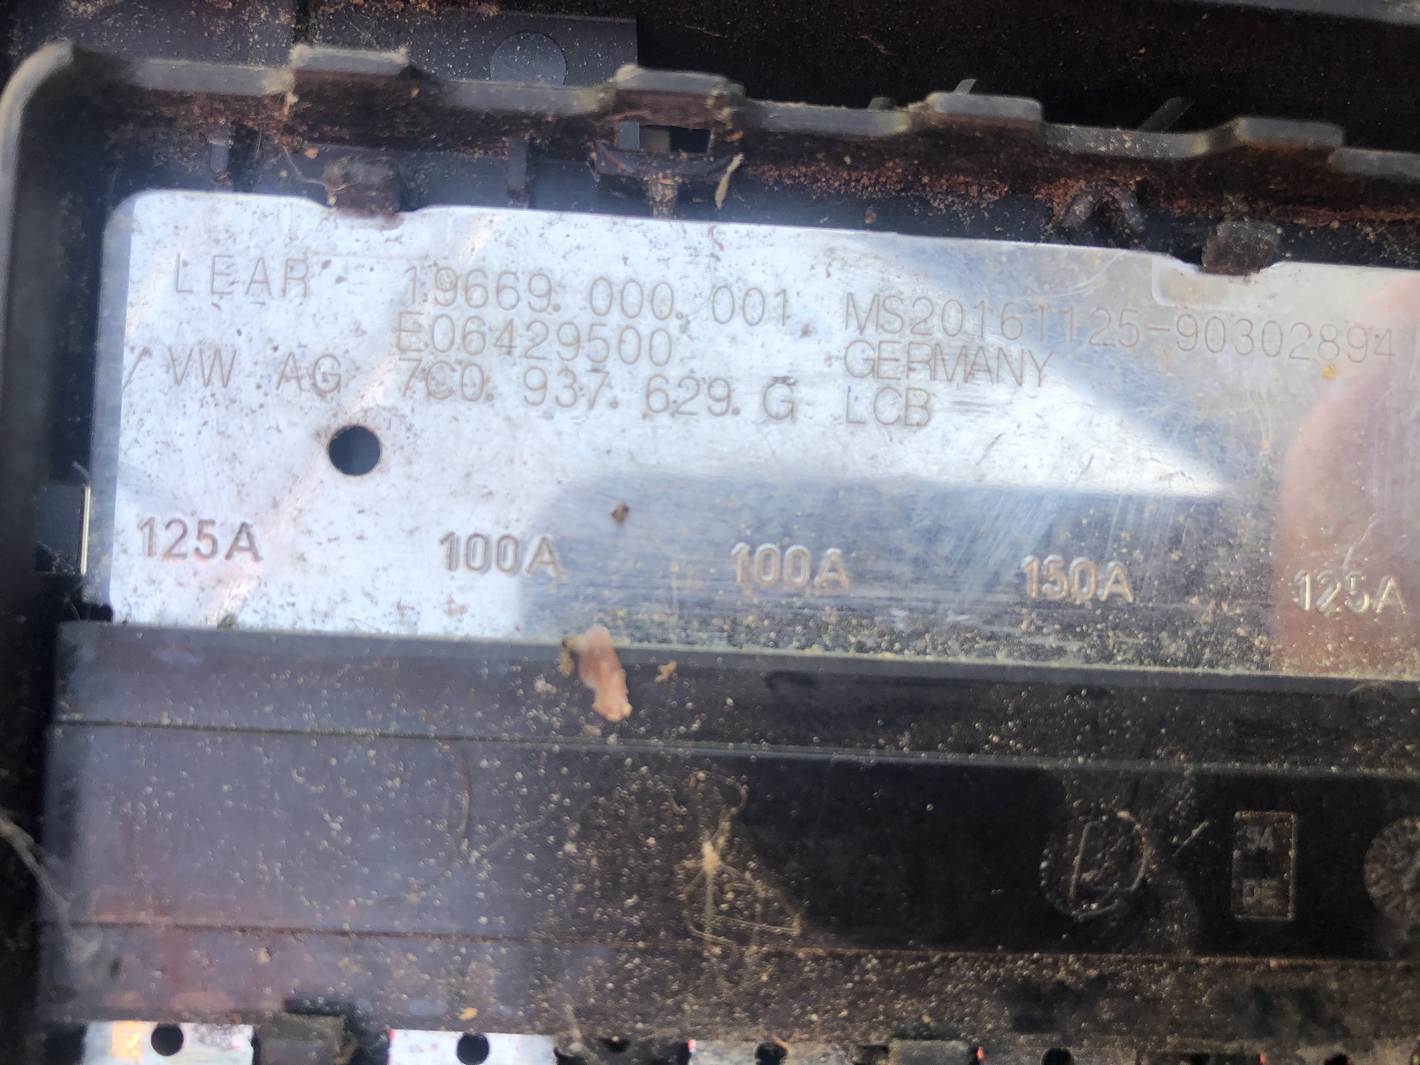 LEAR 19669. 000. 001 MS20161125-90302894
E06429500 GERMANY
VW AG 7C0. 937. 629. G LCB
125A 100A 100A 150A 125A